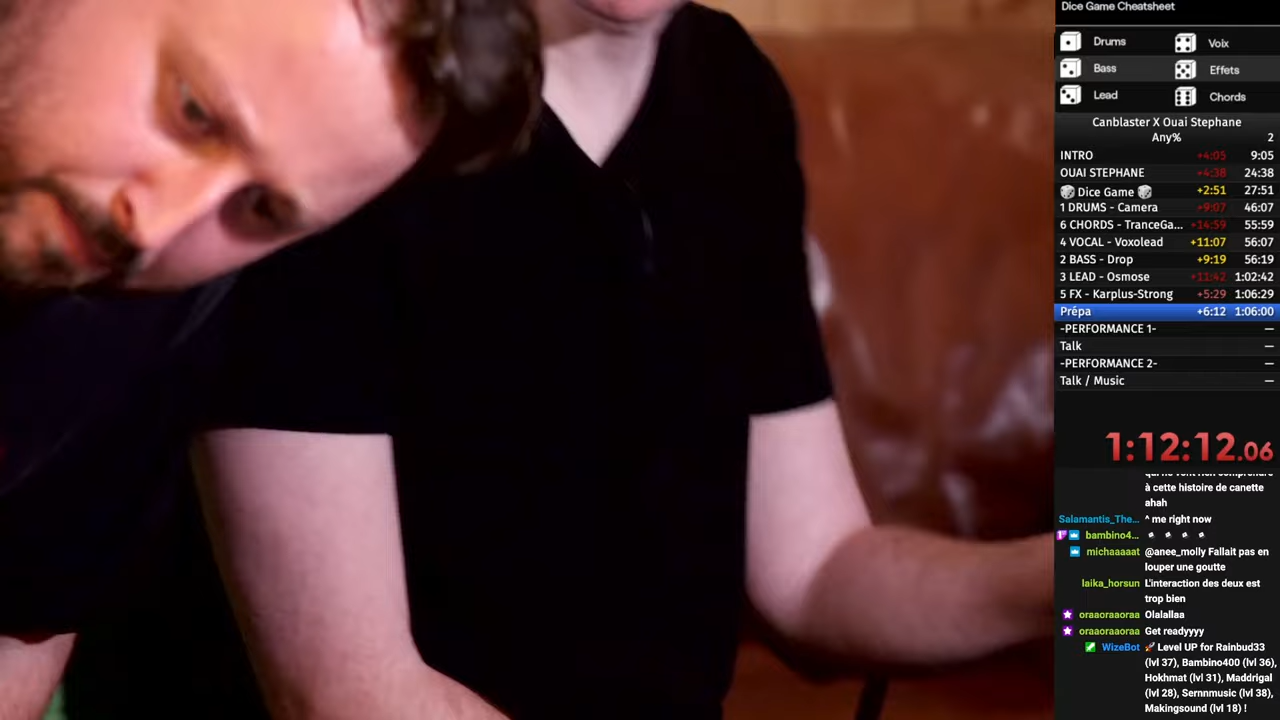 Dice Game Cheatsheet
Drums Voix
Bass Effets
Lead Chords
Canblaster X Ouai Stephane
Any% 2
INTRO +4:05 9:05
OUAI STEPHANE +4:38 24:38
🎲 Dice Game 🎲 +2:51 27:51
1 DRUMS - Camera +9:07 46:07
6 CHORDS - TranceGa... +14:59 55:59
4 VOCAL - Voxolead +11:07 56:07
2 BASS - Drop +9:19 56:19
3 LEAD - Osmose +11:42 1:02:42
5 FX - Karplus-Strong +5:29 1:06:29
Prépa +6:12 1:06:00
-PERFORMANCE 1- —
Talk —
-PERFORMANCE 2- —
Talk / Music —
1:12:12.06
qui ne vont rien comprendre
à cette histoire de canette
ahah
Salamantis_The... ^ me right now
bambino4...
michaaaaat @anee_molly Fallait pas en
louper une goutte
laika_horsun L'interaction des deux est
trop bien
oraaoraaoraa Olalallaa
oraaoraaoraa Get readyyyy
WizeBot 🚀 Level UP for Rainbud33
(lvl 37), Bambino400 (lvl 36),
Hokhmat (lvl 31), Maddrigal
(lvl 28), Sernnmusic (lvl 38),
Makingsound (lvl 18) !